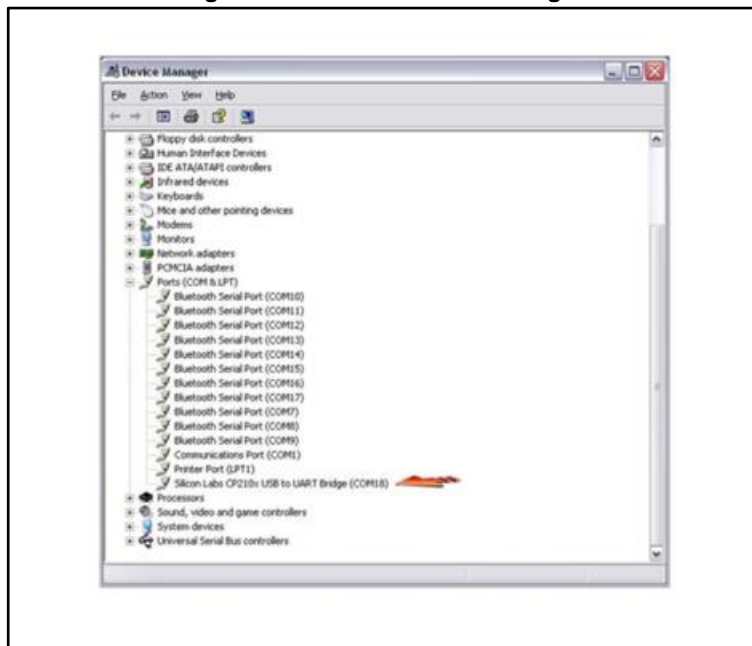 Device Manager
File Action View Help
Floppy disk controllers
Human Interface Devices
IDE ATA/ATAPI controllers
Infrared devices
Keyboards
Mice and other pointing devices
Modems
Monitors
Network adapters
PCMCIA adapters
Ports (COM & LPT)
Bluetooth Serial Port (COM10)
Bluetooth Serial Port (COM11)
Bluetooth Serial Port (COM12)
Bluetooth Serial Port (COM13)
Bluetooth Serial Port (COM14)
Bluetooth Serial Port (COM15)
Bluetooth Serial Port (COM16)
Bluetooth Serial Port (COM17)
Bluetooth Serial Port (COM7)
Bluetooth Serial Port (COM8)
Bluetooth Serial Port (COM9)
Communications Port (COM1)
Printer Port (LPT1)
Silicon Labs CP210x USB to UART Bridge (COM18)
Processors
Sound, video and game controllers
System devices
Universal Serial Bus controllers